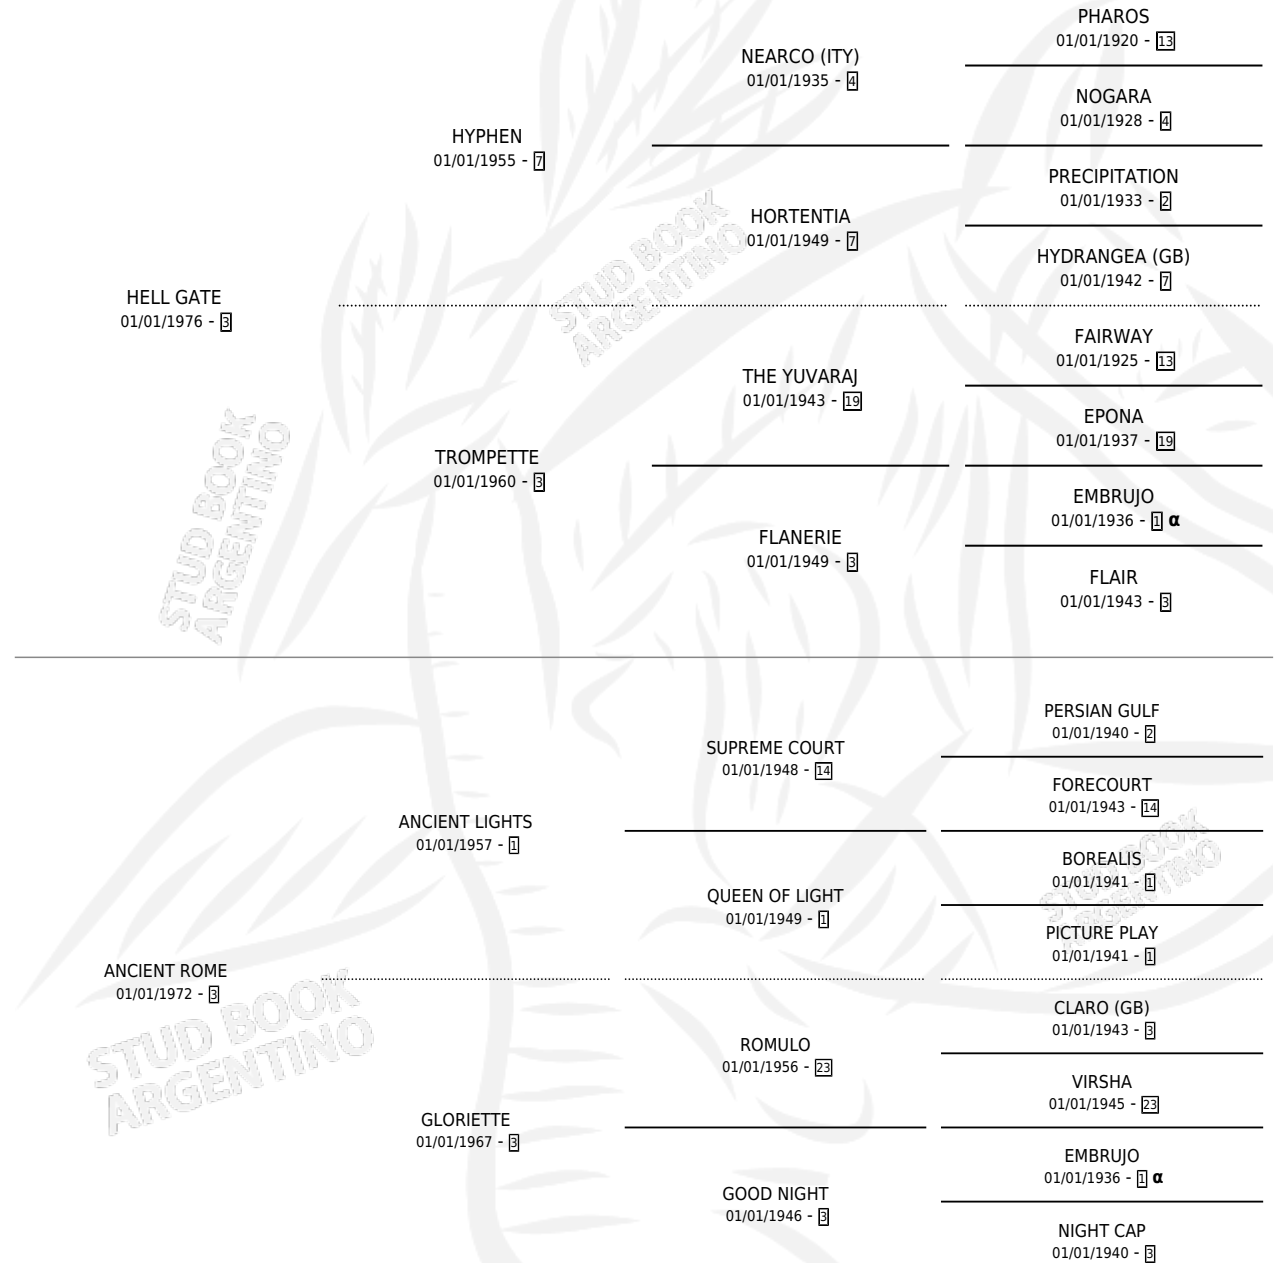 PHAROS
01/01/1920 - 13
NEARCO (ITY)
01/01/1935 - 4
NOGARA
01/01/1928 - 4
HYPHEN
01/01/1955 - 7
PRECIPITATION
01/01/1933 - 2
HORTENTIA
01/01/1949 - 7
HYDRANGEA (GB)
01/01/1942 - 7
HELL GATE
01/01/1976 - 3
FAIRWAY
01/01/1925 - 13
THE YUVARAJ
01/01/1943 - 19
EPONA
01/01/1937 - 19
TROMPETTE
01/01/1960 - 3
EMBRUJO
01/01/1936 - 1 α
FLANERIE
01/01/1949 - 3
FLAIR
01/01/1943 - 3
PERSIAN GULF
01/01/1940 - 2
SUPREME COURT
01/01/1948 - 14
FORECOURT
01/01/1943 - 14
ANCIENT LIGHTS
01/01/1957 - 1
BOREALIS
01/01/1941 - 1
QUEEN OF LIGHT
01/01/1949 - 1
PICTURE PLAY
01/01/1941 - 1
ANCIENT ROME
01/01/1972 - 3
CLARO (GB)
01/01/1943 - 3
ROMULO
01/01/1956 - 23
VIRSHA
01/01/1945 - 23
GLORIETTE
01/01/1967 - 3
EMBRUJO
01/01/1936 - 1 α
GOOD NIGHT
01/01/1946 - 3
NIGHT CAP
01/01/1940 - 3
STUD BOOK
ARGENTINO
STUD BOOK
ARGENTINO
STUD BOOK
ARGENTINO
STUD BOOK
ARGENTINO